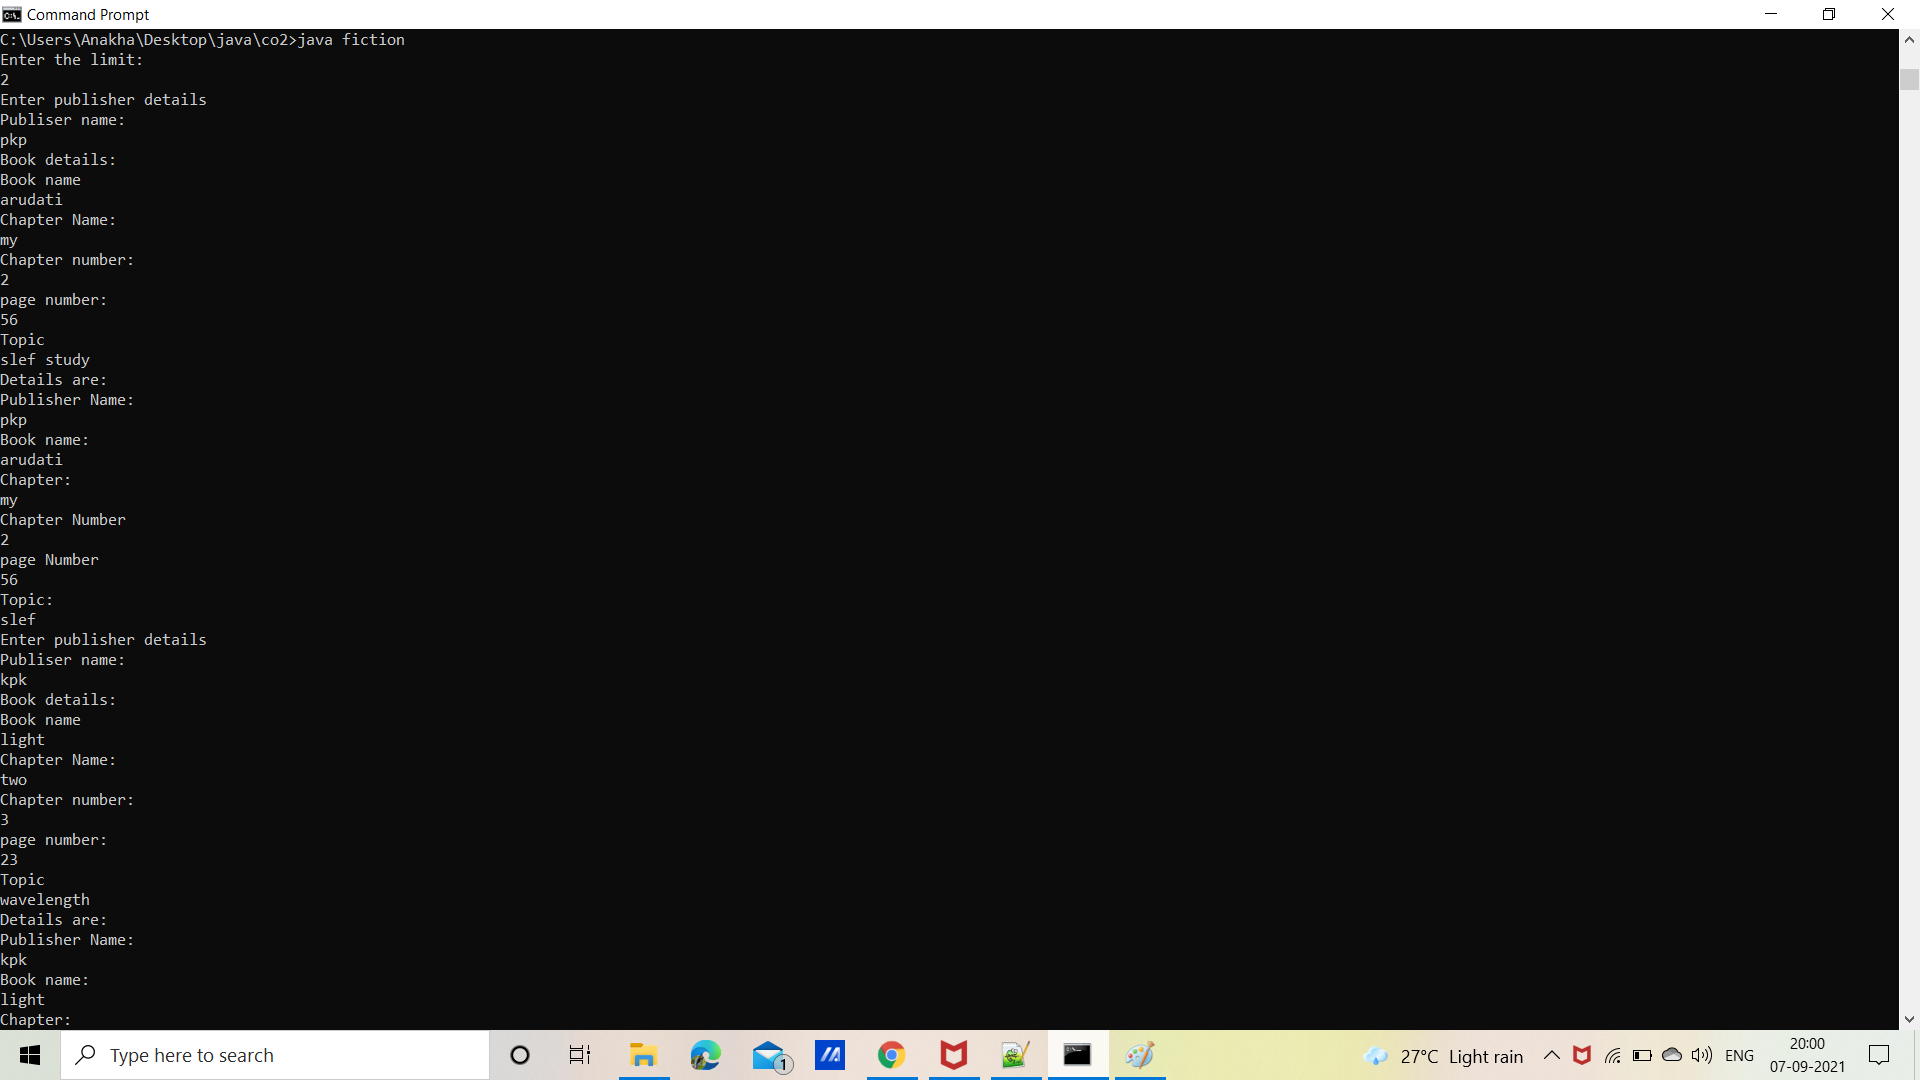 Command Prompt
C:\Users\Anakha\Desktop\java\co2>java fiction
Enter the limit:
2
Enter publisher details
Publiser name:
pkp
Book details:
Book name
arudati
Chapter Name:
my
Chapter number:
2
page number:
56
Topic
slef study
Details are:
Publisher Name:
pkp
Book name:
arudati
Chapter:
my
Chapter Number
2
page Number
56
Topic:
slef
Enter publisher details
Publiser name:
kpk
Book details:
Book name
light
Chapter Name:
two
Chapter number:
3
page number:
23
Topic
wavelength
Details are:
Publisher Name:
kpk
Book name:
light
Chapter:
Type here to search
1
27°C Light rain
ENG
20:00
07-09-2021